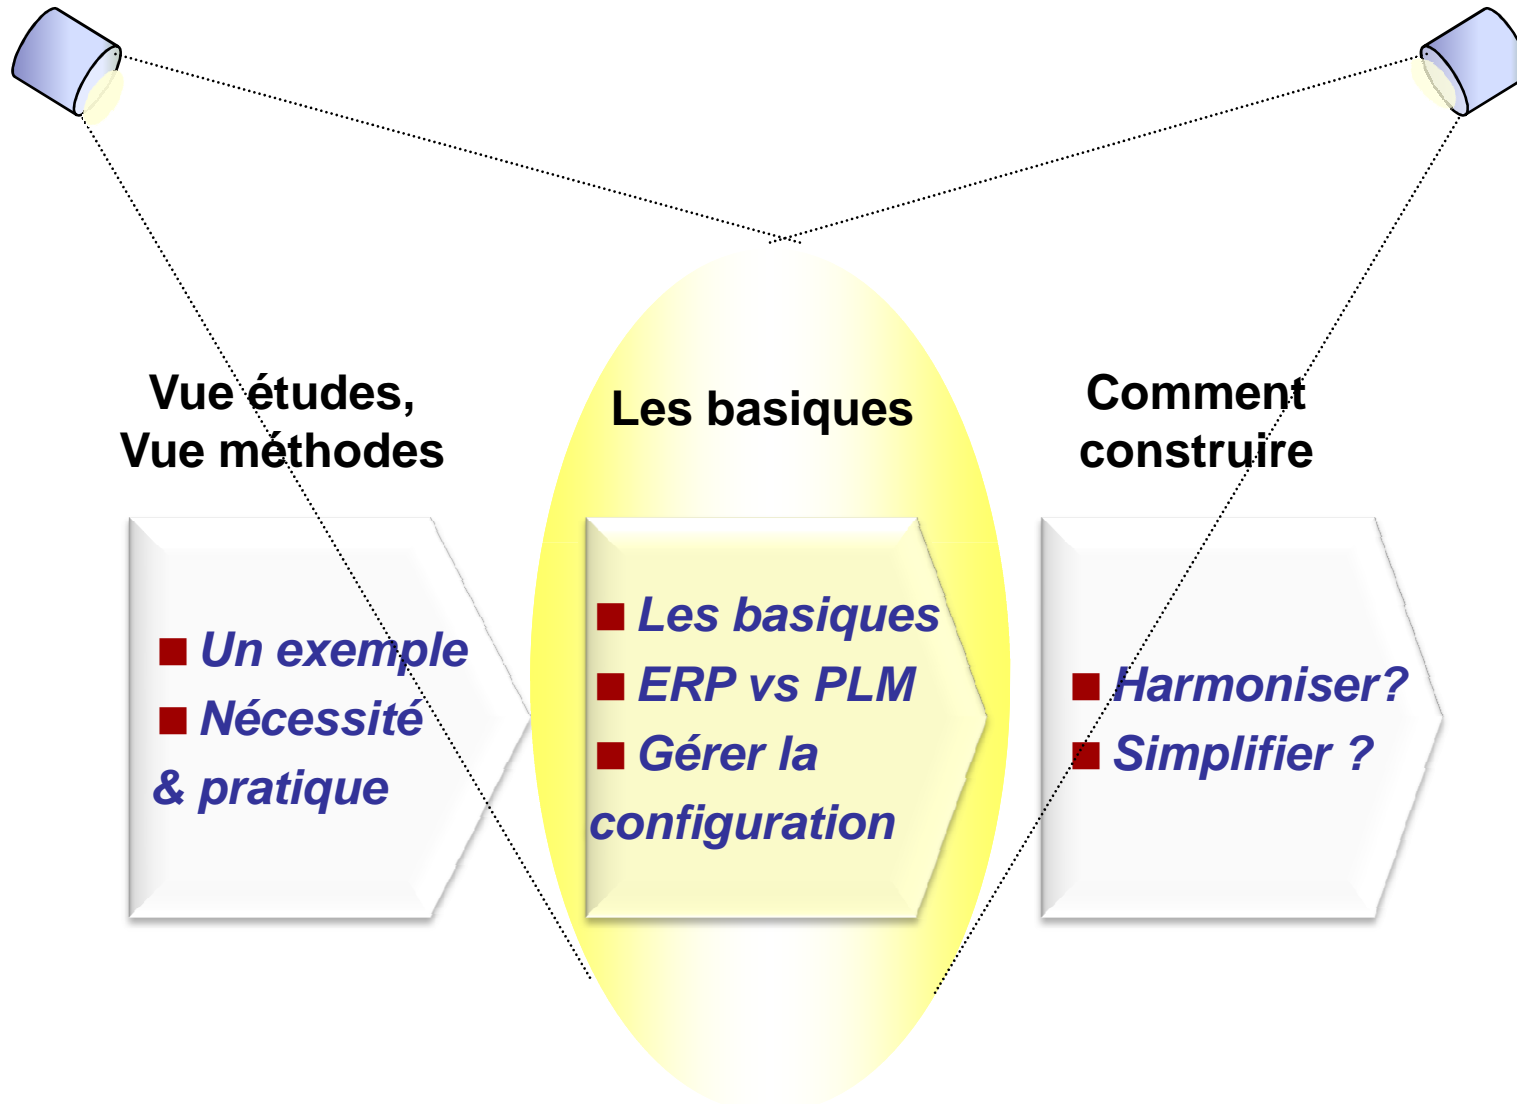 Vue études,
Vue méthodes
■ Un exemple
■ Nécessité
& pratique
Les basiques
■ Les basiques
■ ERP vs PLM
■ Gérer la
configuration
Comment
construire
■ Harmoniser?
■ Simplifier ?